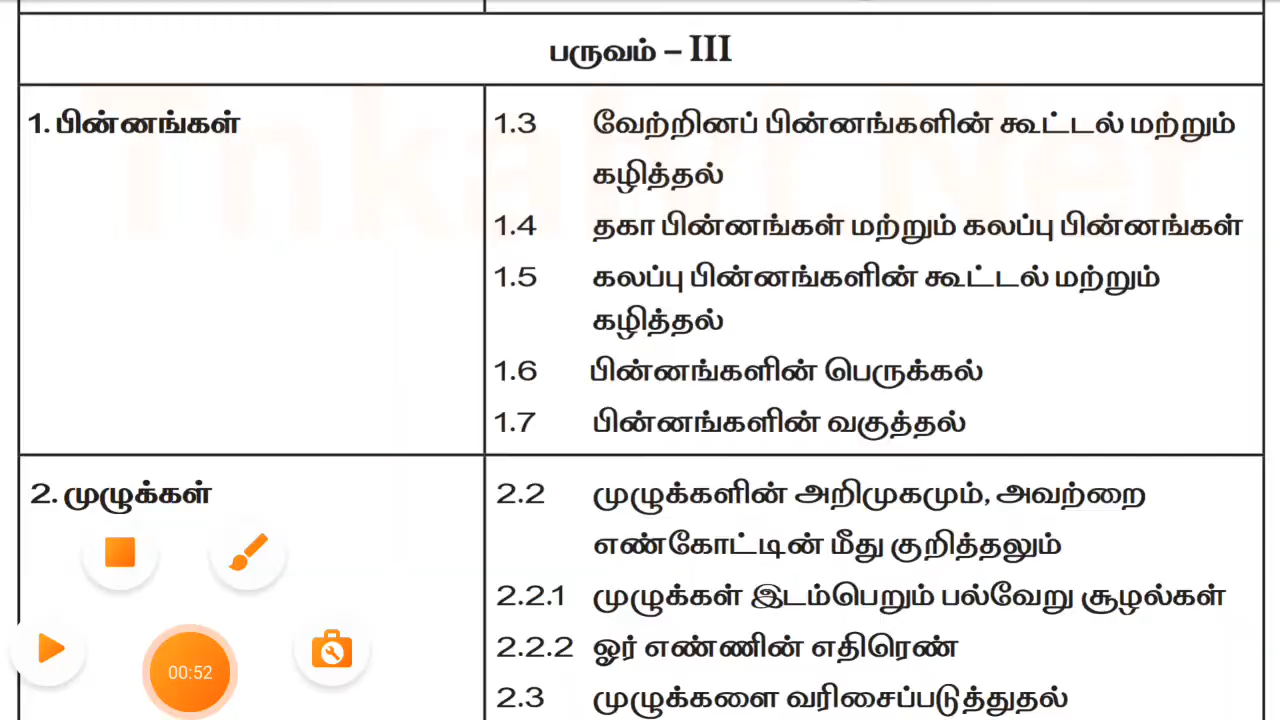 பருவம் – III
1. பின்னங்கள்
1.3 வேற்றினப் பின்னங்களின் கூட்டல் மற்றும்
கழித்தல்
1.4 தகா பின்னங்கள் மற்றும் கலப்பு பின்னங்கள்
1.5 கலப்பு பின்னங்களின் கூட்டல் மற்றும்
கழித்தல்
1.6 பின்னங்களின் பெருக்கல்
1.7 பின்னங்களின் வகுத்தல்
2. முழுக்கள்
2.2 முழுக்களின் அறிமுகமும், அவற்றை
எண்கோட்டின் மீது குறித்தலும்
2.2.1 முழுக்கள் இடம்பெறும் பல்வேறு சூழல்கள்
2.2.2 ஓர் எண்ணின் எதிரெண்
2.3 முழுக்களை வரிசைப்படுத்துதல்
00:52